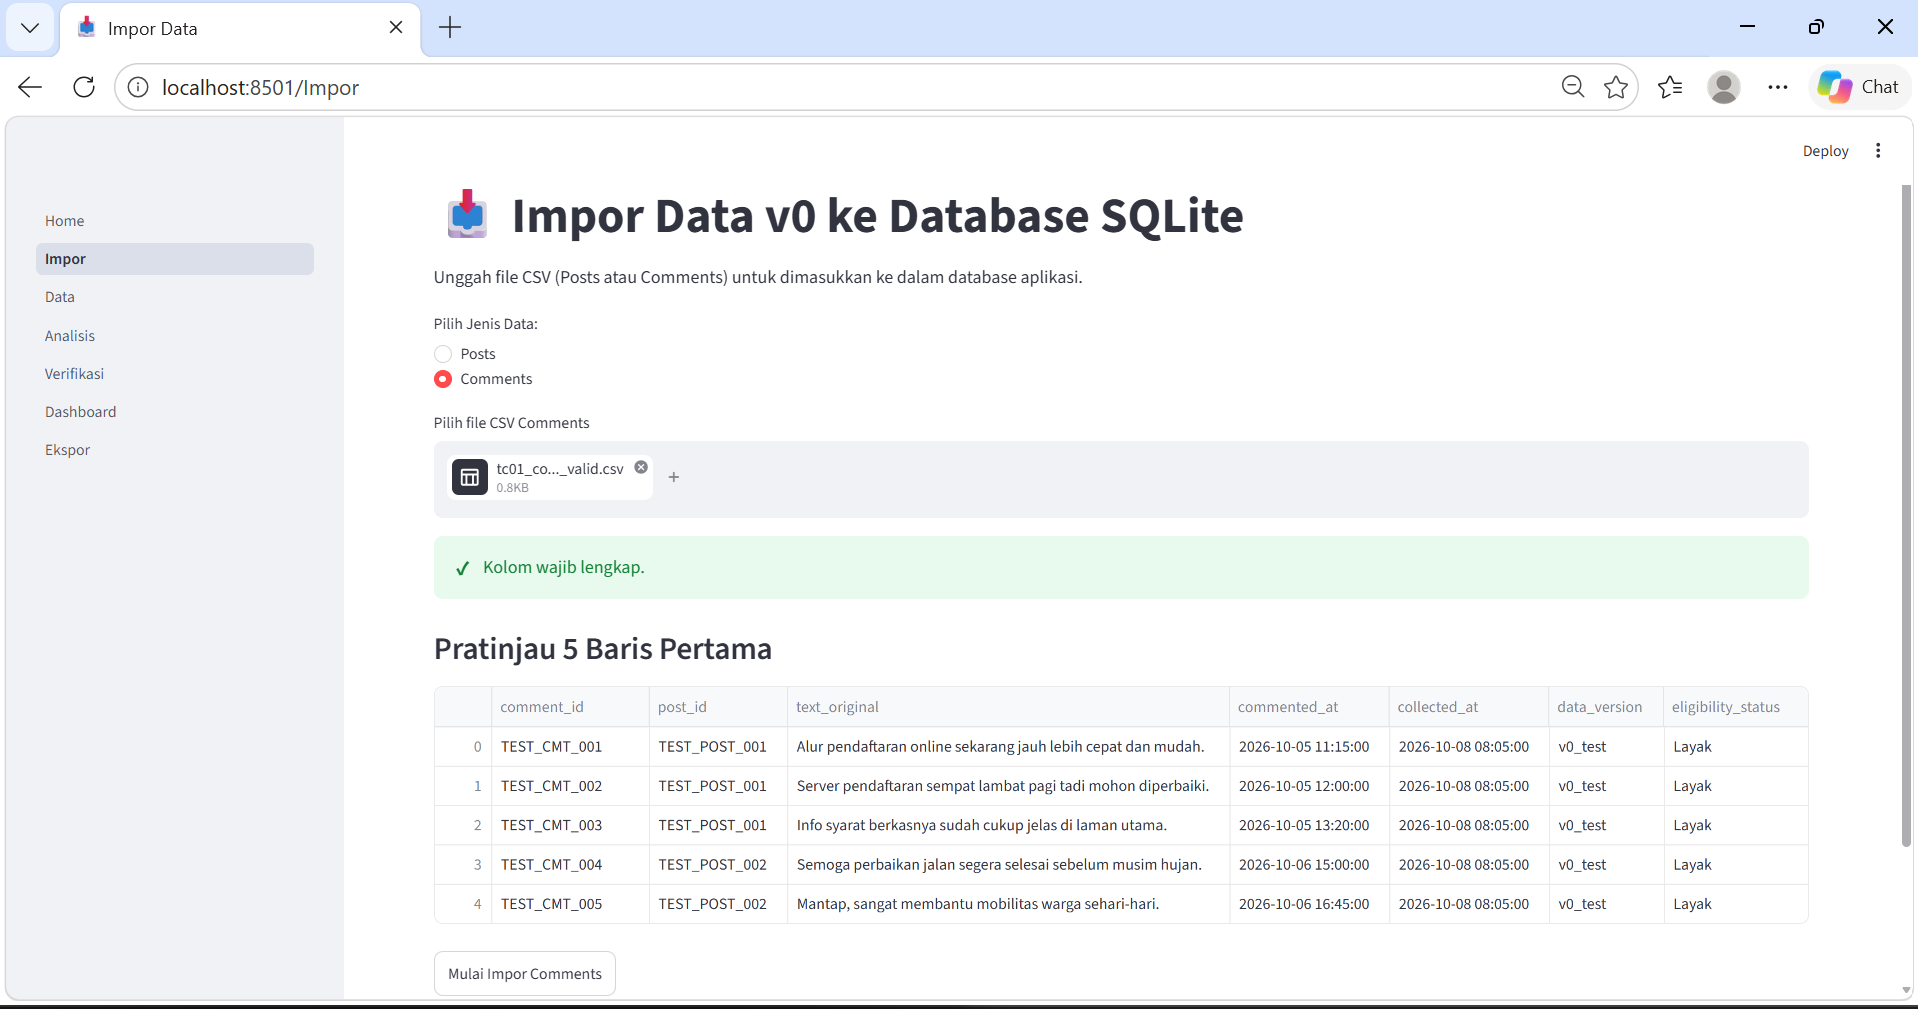 Impor Data
localhost:8501/Impor
Chat
Deploy
Home
Impor
Data
Analisis
Verifikasi
Dashboard
Ekspor
Impor Data v0 ke Database SQLite
Unggah file CSV (Posts atau Comments) untuk dimasukkan ke dalam database aplikasi.
Pilih Jenis Data:
Posts
Comments
Pilih file CSV Comments
tc01_co..._valid.csv
0.8KB
Kolom wajib lengkap.
Pratinjau 5 Baris Pertama
comment_id post_id text_original commented_at collected_at data_version eligibility_status
0 TEST_CMT_001 TEST_POST_001 Alur pendaftaran online sekarang jauh lebih cepat dan mudah. 2026-10-05 11:15:00 2026-10-08 08:05:00 v0_test Layak
1 TEST_CMT_002 TEST_POST_001 Server pendaftaran sempat lambat pagi tadi mohon diperbaiki. 2026-10-05 12:00:00 2026-10-08 08:05:00 v0_test Layak
2 TEST_CMT_003 TEST_POST_001 Info syarat berkasnya sudah cukup jelas di laman utama. 2026-10-05 13:20:00 2026-10-08 08:05:00 v0_test Layak
3 TEST_CMT_004 TEST_POST_002 Semoga perbaikan jalan segera selesai sebelum musim hujan. 2026-10-06 15:00:00 2026-10-08 08:05:00 v0_test Layak
4 TEST_CMT_005 TEST_POST_002 Mantap, sangat membantu mobilitas warga sehari-hari. 2026-10-06 16:45:00 2026-10-08 08:05:00 v0_test Layak
Mulai Impor Comments